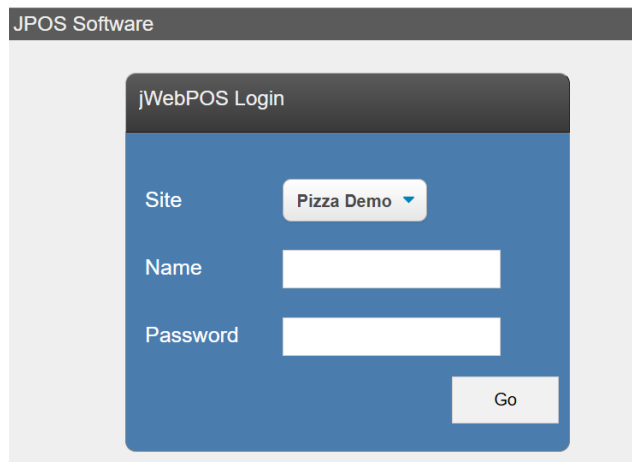 JPOS Software
jWebPOS Login
Site Pizza Demo
Name
Password
Go